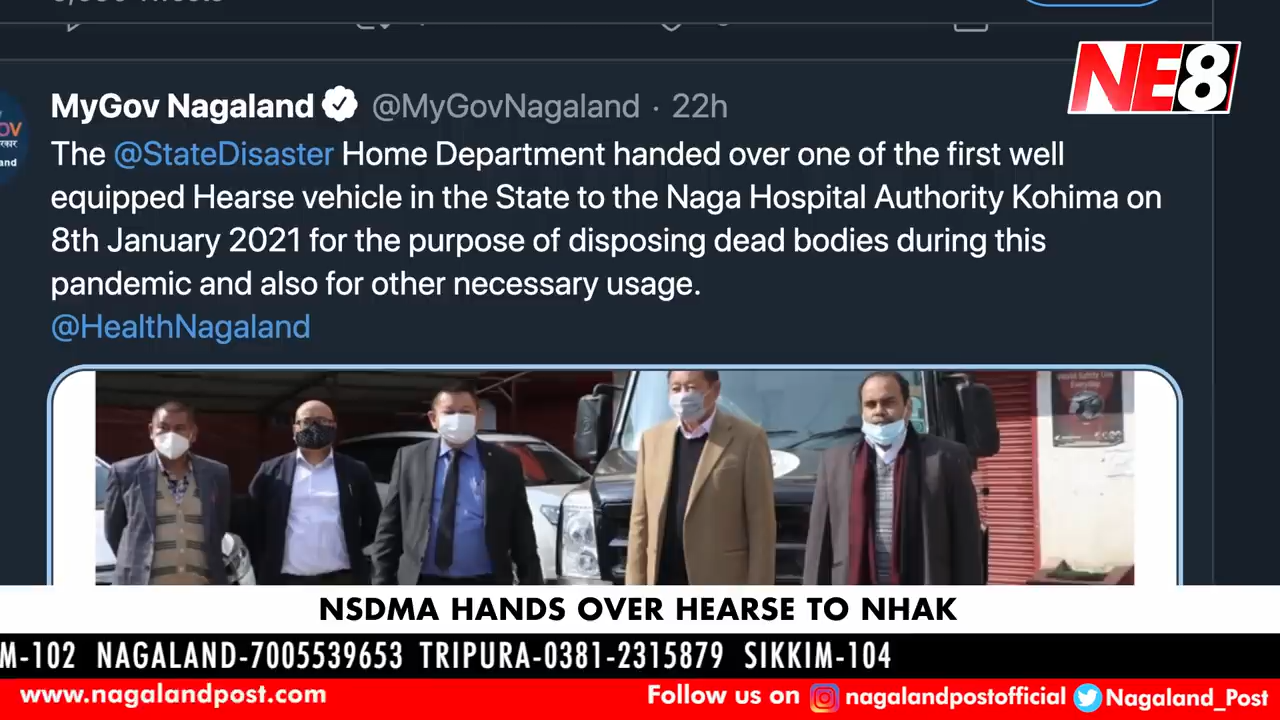 NE8
MyGov Nagaland @MyGovNagaland · 22h
The @StateDisaster Home Department handed over one of the first well
equipped Hearse vehicle in the State to the Naga Hospital Authority Kohima on
8th January 2021 for the purpose of disposing dead bodies during this
pandemic and also for other necessary usage.
@HealthNagaland
NSDMA HANDS OVER HEARSE TO NHAK
M-102 NAGALAND-7005539653 TRIPURA-0381-2315879 SIKKIM-104
www.nagalandpost.com
Follow us on nagalandpostofficial Nagaland_Post